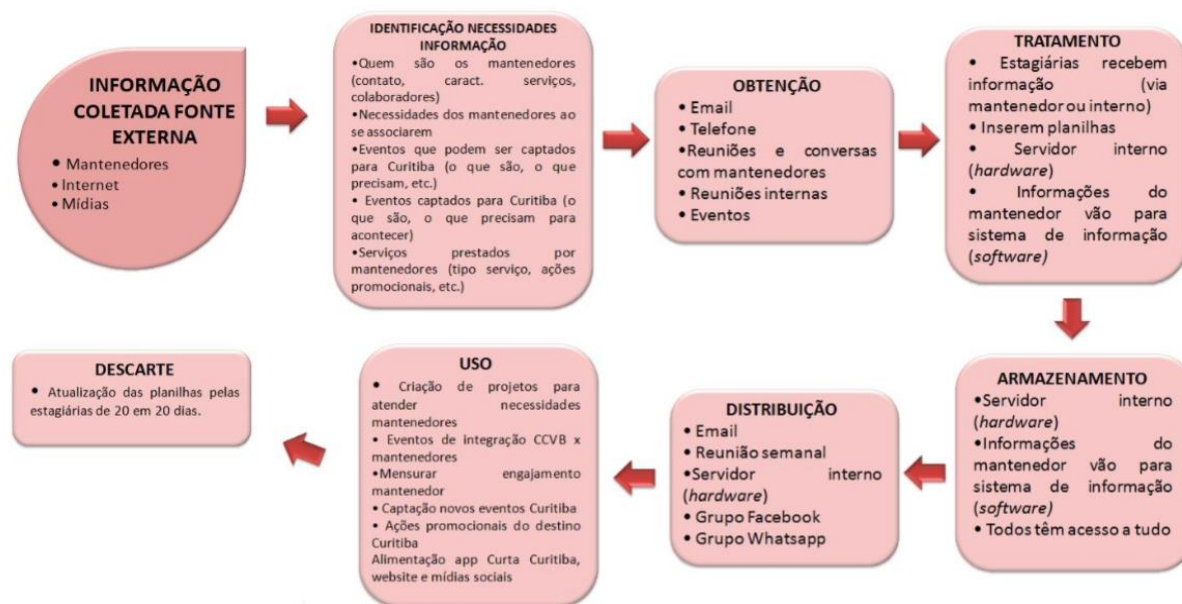 INFORMAÇÃO
COLETADA FONTE
EXTERNA
• Mantenedores
•Internet
•Mídias
IDENTIFICAÇÃO NECESSIDADES
INFORMAÇÃO
•Quem são os mantenedores
(contato, caract. serviços,
colaboradores)
•Necessidades dos mantenedores ao
se associarem
•Eventos que podem ser captados
para Curitiba (o que são, o que
precisam, etc.)
• Eventos captados para Curitiba (o
que são, o que precisam para
acontecer)
•Serviços prestados por
mantenedores (tipo serviço, ações
promocionais, etc.)
OBTENÇÃO
• Email
• Telefone
•Reuniões e conversas
com mantenedores
• Reuniões internas
• Eventos
TRATAMENTO
• Estagiárias recebem
informação (via
mantenedor ou interno)
• Inserem planilhas
• Servidor interno
(hardware)
• Informações do
mantenedor vão para
sistema de informação
(software)
ARMAZENAMENTO
•Servidor interno
(hardware)
•Informações do
mantenedor vão para
sistema de informação
(software)
• Todos têm acesso a tudo
DISTRIBUIÇÃO
• Email
• Reunião semanal
•Servidor interno
(hardware)
• Grupo Facebook
• Grupo Whatsapp
USO
• Criação de projetos para
atender necessidades
mantenedores
• Eventos de integração CCVB x
mantenedores
•Mensurar engajamento
mantenedor
• Captação novos eventos Curitiba
• Ações promocionais do destino
Curitiba
Alimentação app Curta Curitiba,
website e mídias sociais
DESCARTE
• Atualização das planilhas pelas
estagiárias de 20 em 20 dias.